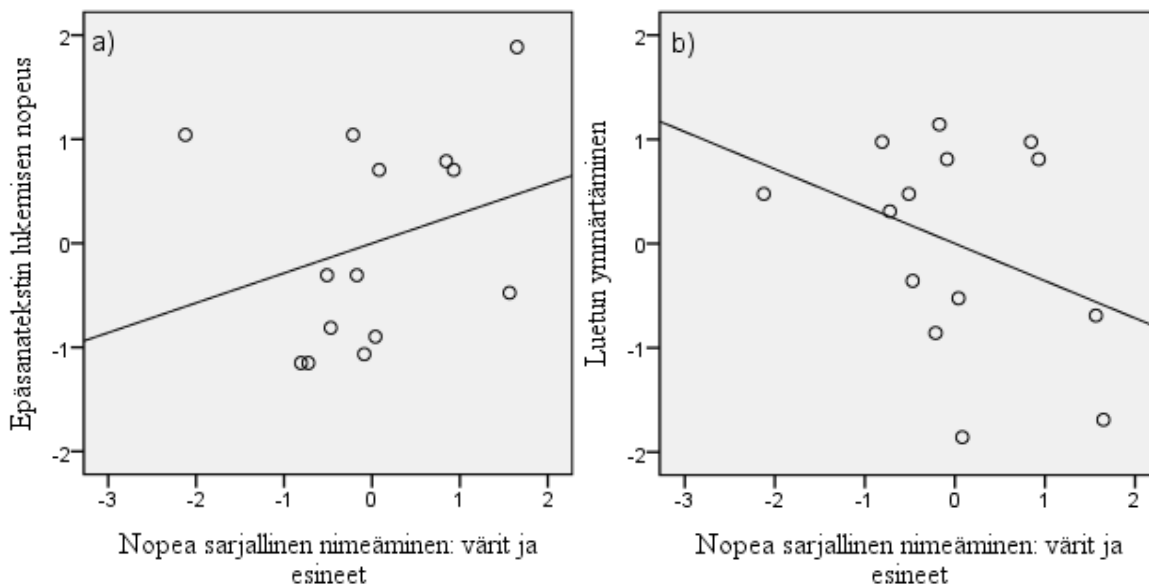 a)
Epäsanatekstin lukemisen nopeus
2
1
0
-1
-2
-3 -2 -1 0 1 2
Nopea sarjallinen nimeäminen: värit ja
esineet
b)
Luetun ymmärtäminen
2
1
0
-1
-2
-3 -2 -1 0 1 2
Nopea sarjallinen nimeäminen: värit ja
esineet